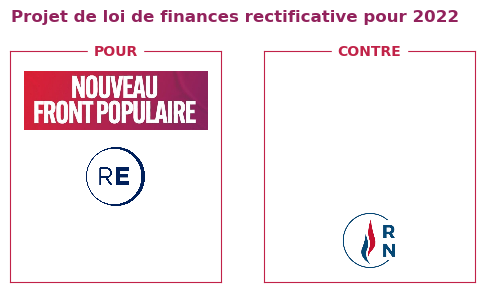 Projet de loi de finances rectificative pour 2022
POUR
CONTRE
NOUVEAU
FRONT POPULAIRE
RE
R
N